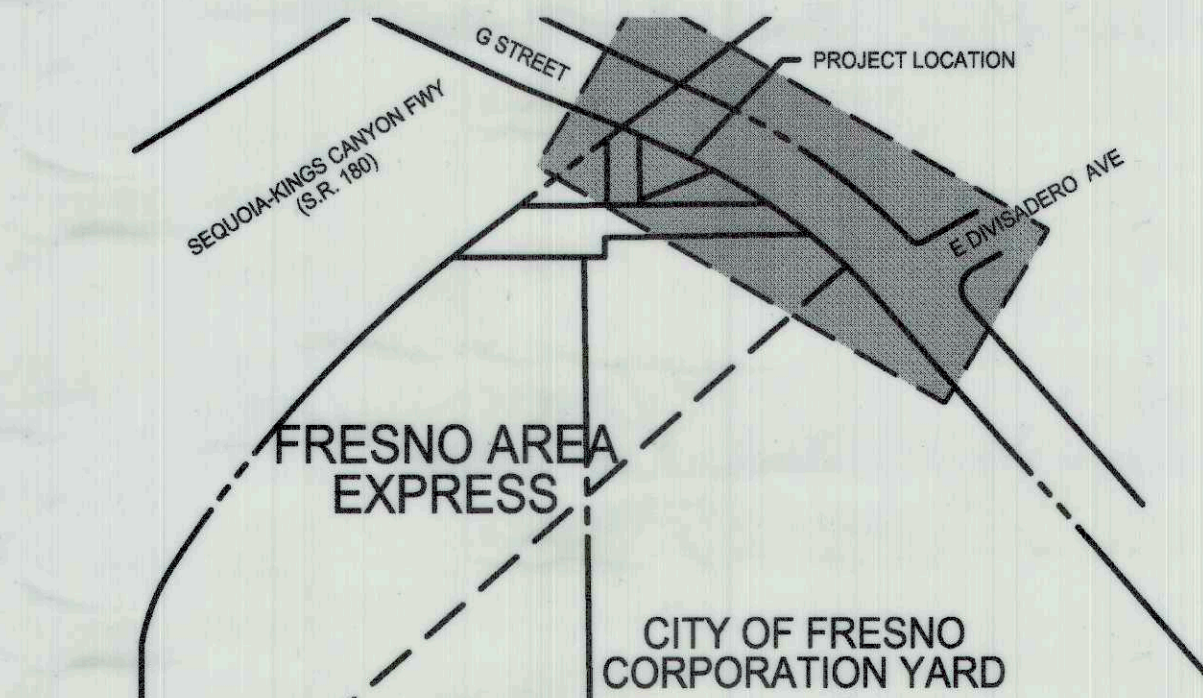 G STREET
PROJECT LOCATION
SEQUOIA-KINGS CANYON FWY
(S.R. 180)
E DIVISADERO AVE
FRESNO AREA
EXPRESS
CITY OF FRESNO
CORPORATION YARD